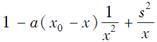 1 − a(x₀ − x) 1/x² + s²/x